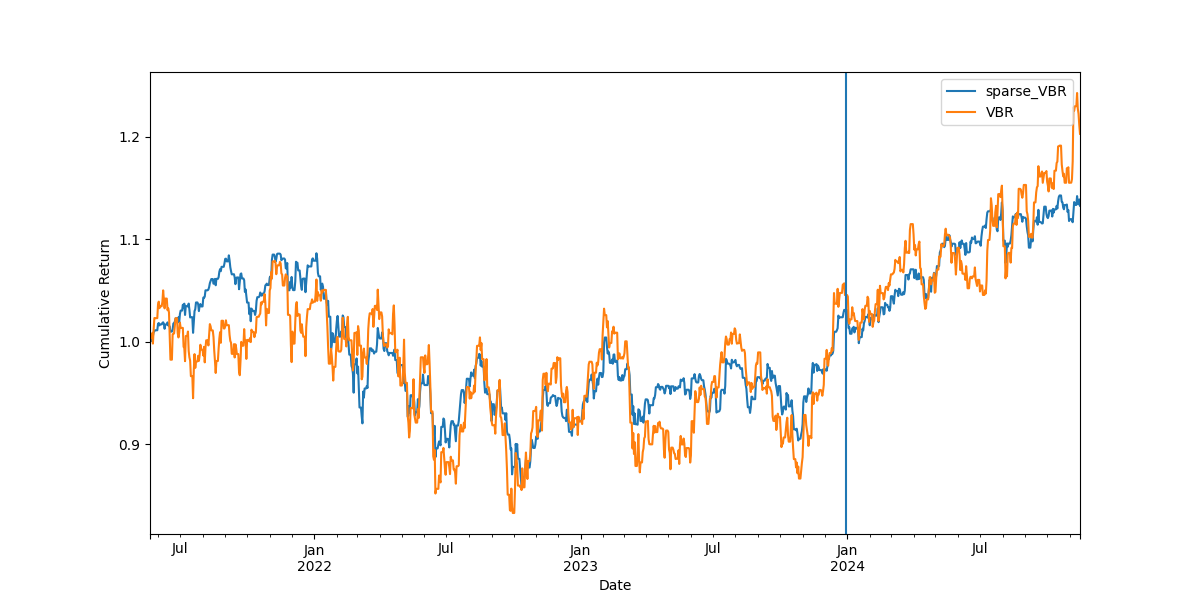 sparse_VBR
VBR
1.2
1.1
1.0
0.9
Cumulative Return
Jul
Jan
2022
Jul
Jan
2023
Jul
Jan
2024
Jul
Date